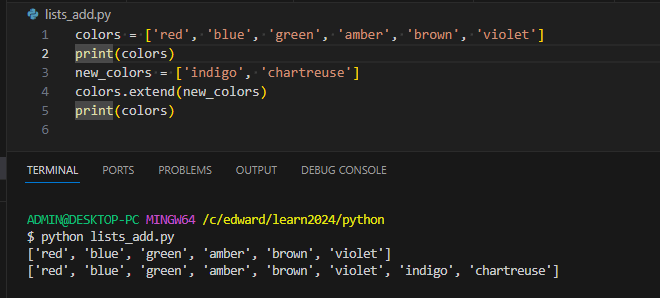 lists_add.py
1 colors = ['red', 'blue', 'green', 'amber', 'brown', 'violet']
2 print(colors)
3 new_colors = ['indigo', 'chartreuse']
4 colors.extend(new_colors)
5 print(colors)
6
TERMINAL PORTS PROBLEMS OUTPUT DEBUG CONSOLE
ADMIN@DESKTOP-PC MINGW64 /c/edward/learn2024/python
$ python lists_add.py
['red', 'blue', 'green', 'amber', 'brown', 'violet']
['red', 'blue', 'green', 'amber', 'brown', 'violet', 'indigo', 'chartreuse']